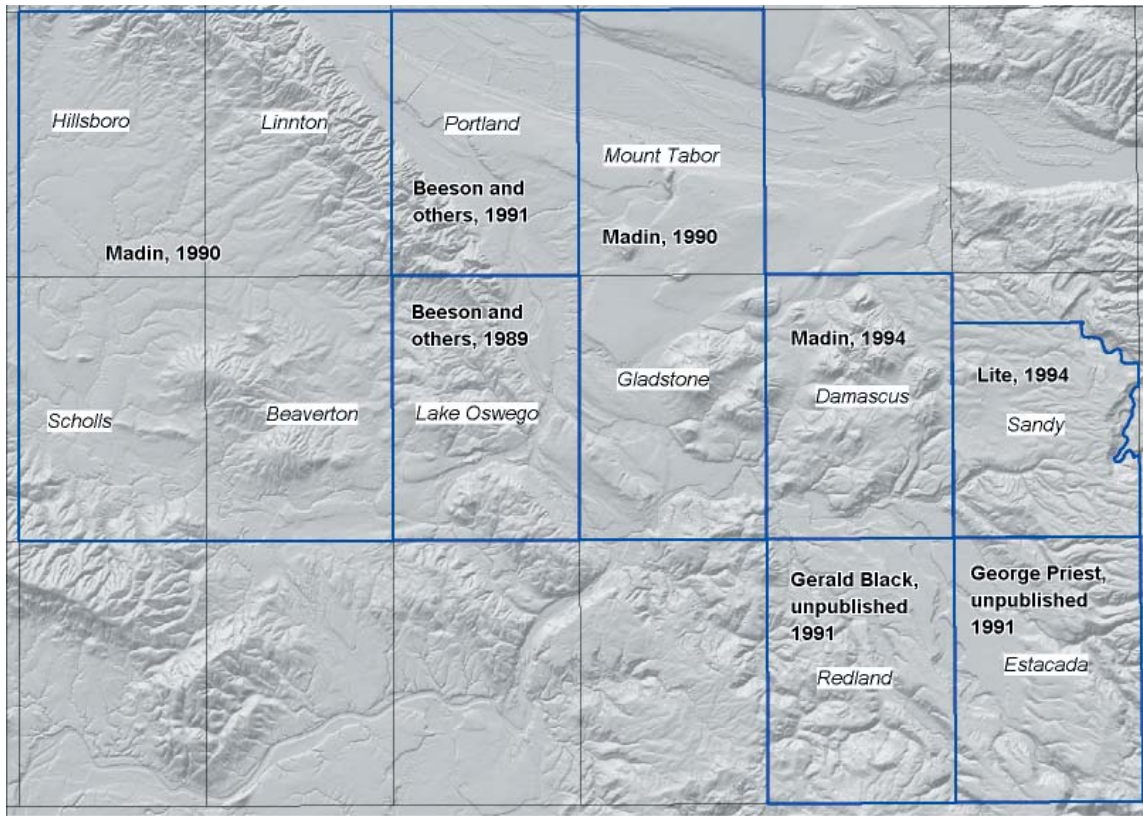 Hillsboro
Linnton
Portland
Mount Tabor
Beeson and
others, 1991
Madin, 1990
Madin, 1990
Beeson and
others, 1989
Madin, 1994
Lite, 1994
Gladstone
Damascus
Scholls
Beaverton
Lake Oswego
Sandy
Gerald Black,
unpublished
1991
George Priest,
unpublished
1991
Redland
Estacada